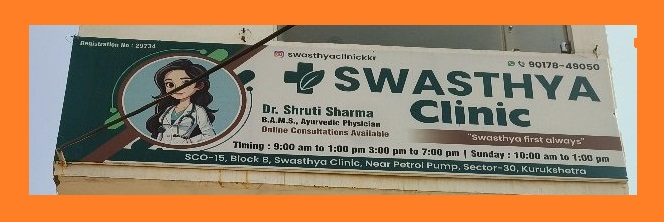 Registration No : 29734
swasthyaclinickkr
90178-49050
SWASTHYA
Clinic
Dr. Shruti Sharma
B.A.M.S., Ayurvedic Physician
Online Consultations Available
"Swasthya first always"
Timing : 9:00 am to 1:00 pm 3:00 pm to 7:00 pm | Sunday : 10:00 am to 1:00 pm
SCO-15, Block B, Swasthya Clinic, Near Petrol Pump, Sector-30, Kurukshetra